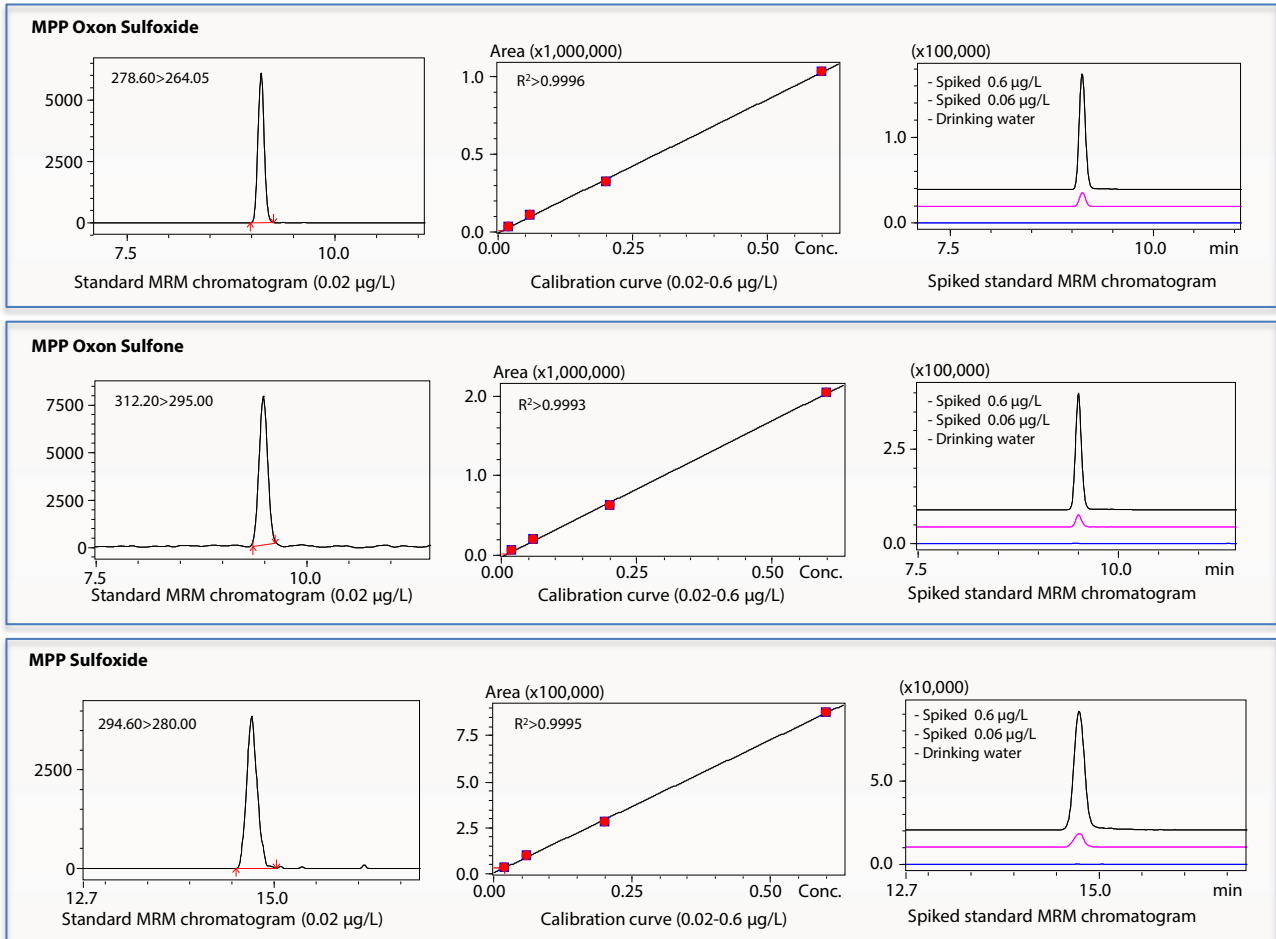 MPP Oxon Sulfoxide
278.60>264.05
5000
2500
0
7.5
10.0
Standard MRM chromatogram (0.02 µg/L)
Area (x1,000,000)
R²>0.9996
1.0
0.5
0.0
0.00
0.25
0.50
Conc.
Calibration curve (0.02-0.6 µg/L)
(x100,000)
- Spiked 0.6 µg/L
- Spiked 0.06 µg/L
- Drinking water
1.0
0.0
7.5
10.0
min
Spiked standard MRM chromatogram
MPP Oxon Sulfone
312.20>295.00
7500
5000
2500
0
7.5
10.0
Standard MRM chromatogram (0.02 µg/L)
Area (x1,000,000)
R²>0.9993
2.0
1.0
0.0
0.00
0.25
0.50
Conc.
Calibration curve (0.02-0.6 µg/L)
(x100,000)
- Spiked 0.6 µg/L
- Spiked 0.06 µg/L
- Drinking water
2.5
0.0
7.5
10.0
min
Spiked standard MRM chromatogram
MPP Sulfoxide
294.60>280.00
2500
0
12.7
15.0
Standard MRM chromatogram (0.02 µg/L)
Area (x100,000)
R²>0.9995
7.5
5.0
2.5
0.0
0.00
0.25
0.50
Conc.
Calibration curve (0.02-0.6 µg/L)
(x10,000)
- Spiked 0.6 µg/L
- Spiked 0.06 µg/L
- Drinking water
5.0
0.0
12.7
15.0
min
Spiked standard MRM chromatogram